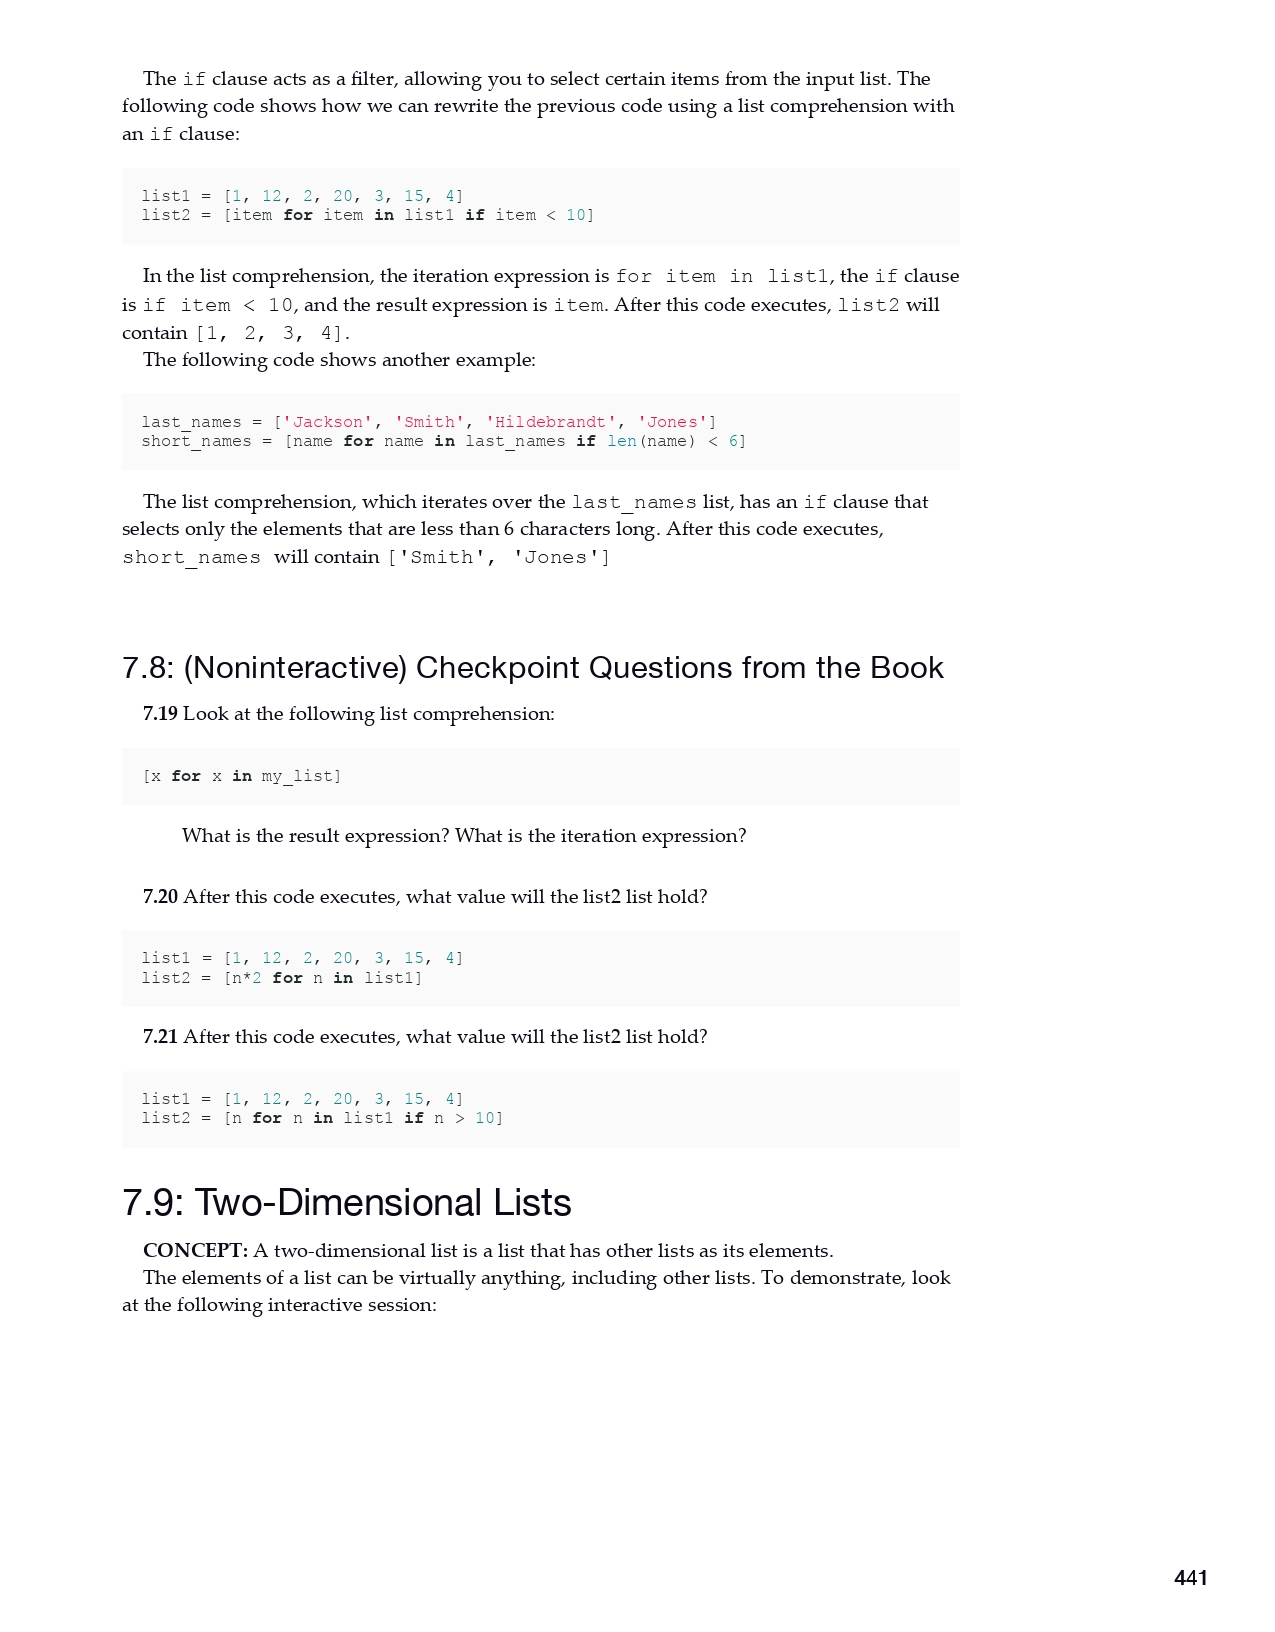 The if clause acts as a filter, allowing you to select certain items from the input list. The
following code shows how we can rewrite the previous code using a list comprehension with
an if clause:
list1 = [1, 12, 2, 20, 3, 15, 4]
list2 = [item for item in list1 if item < 10]
In the list comprehension, the iteration expression is for item in list1, the if clause
is if item < 10, and the result expression is item. After this code executes, list2 will
contain [1, 2, 3, 4].
The following code shows another example:
last_names = ['Jackson', 'Smith', 'Hildebrandt', 'Jones']
short_names = [name for name in last_names if len(name) < 6]
The list comprehension, which iterates over the last_names list, has an if clause that
selects only the elements that are less than 6 characters long. After this code executes,
short_names will contain ['Smith', 'Jones']
7.8: (Noninteractive) Checkpoint Questions from the Book
7.19 Look at the following list comprehension:
[x for x in my_list]
What is the result expression? What is the iteration expression?
7.20 After this code executes, what value will the list2 list hold?
list1 = [1, 12, 2, 20, 3, 15, 4]
list2 = [n*2 for n in list1]
7.21 After this code executes, what value will the list2 list hold?
list1 = [1, 12, 2, 20, 3, 15, 4]
list2 = [n for n in list1 if n > 10]
7.9: Two-Dimensional Lists
CONCEPT: A two-dimensional list is a list that has other lists as its elements.
The elements of a list can be virtually anything, including other lists. To demonstrate, look
at the following interactive session:
441